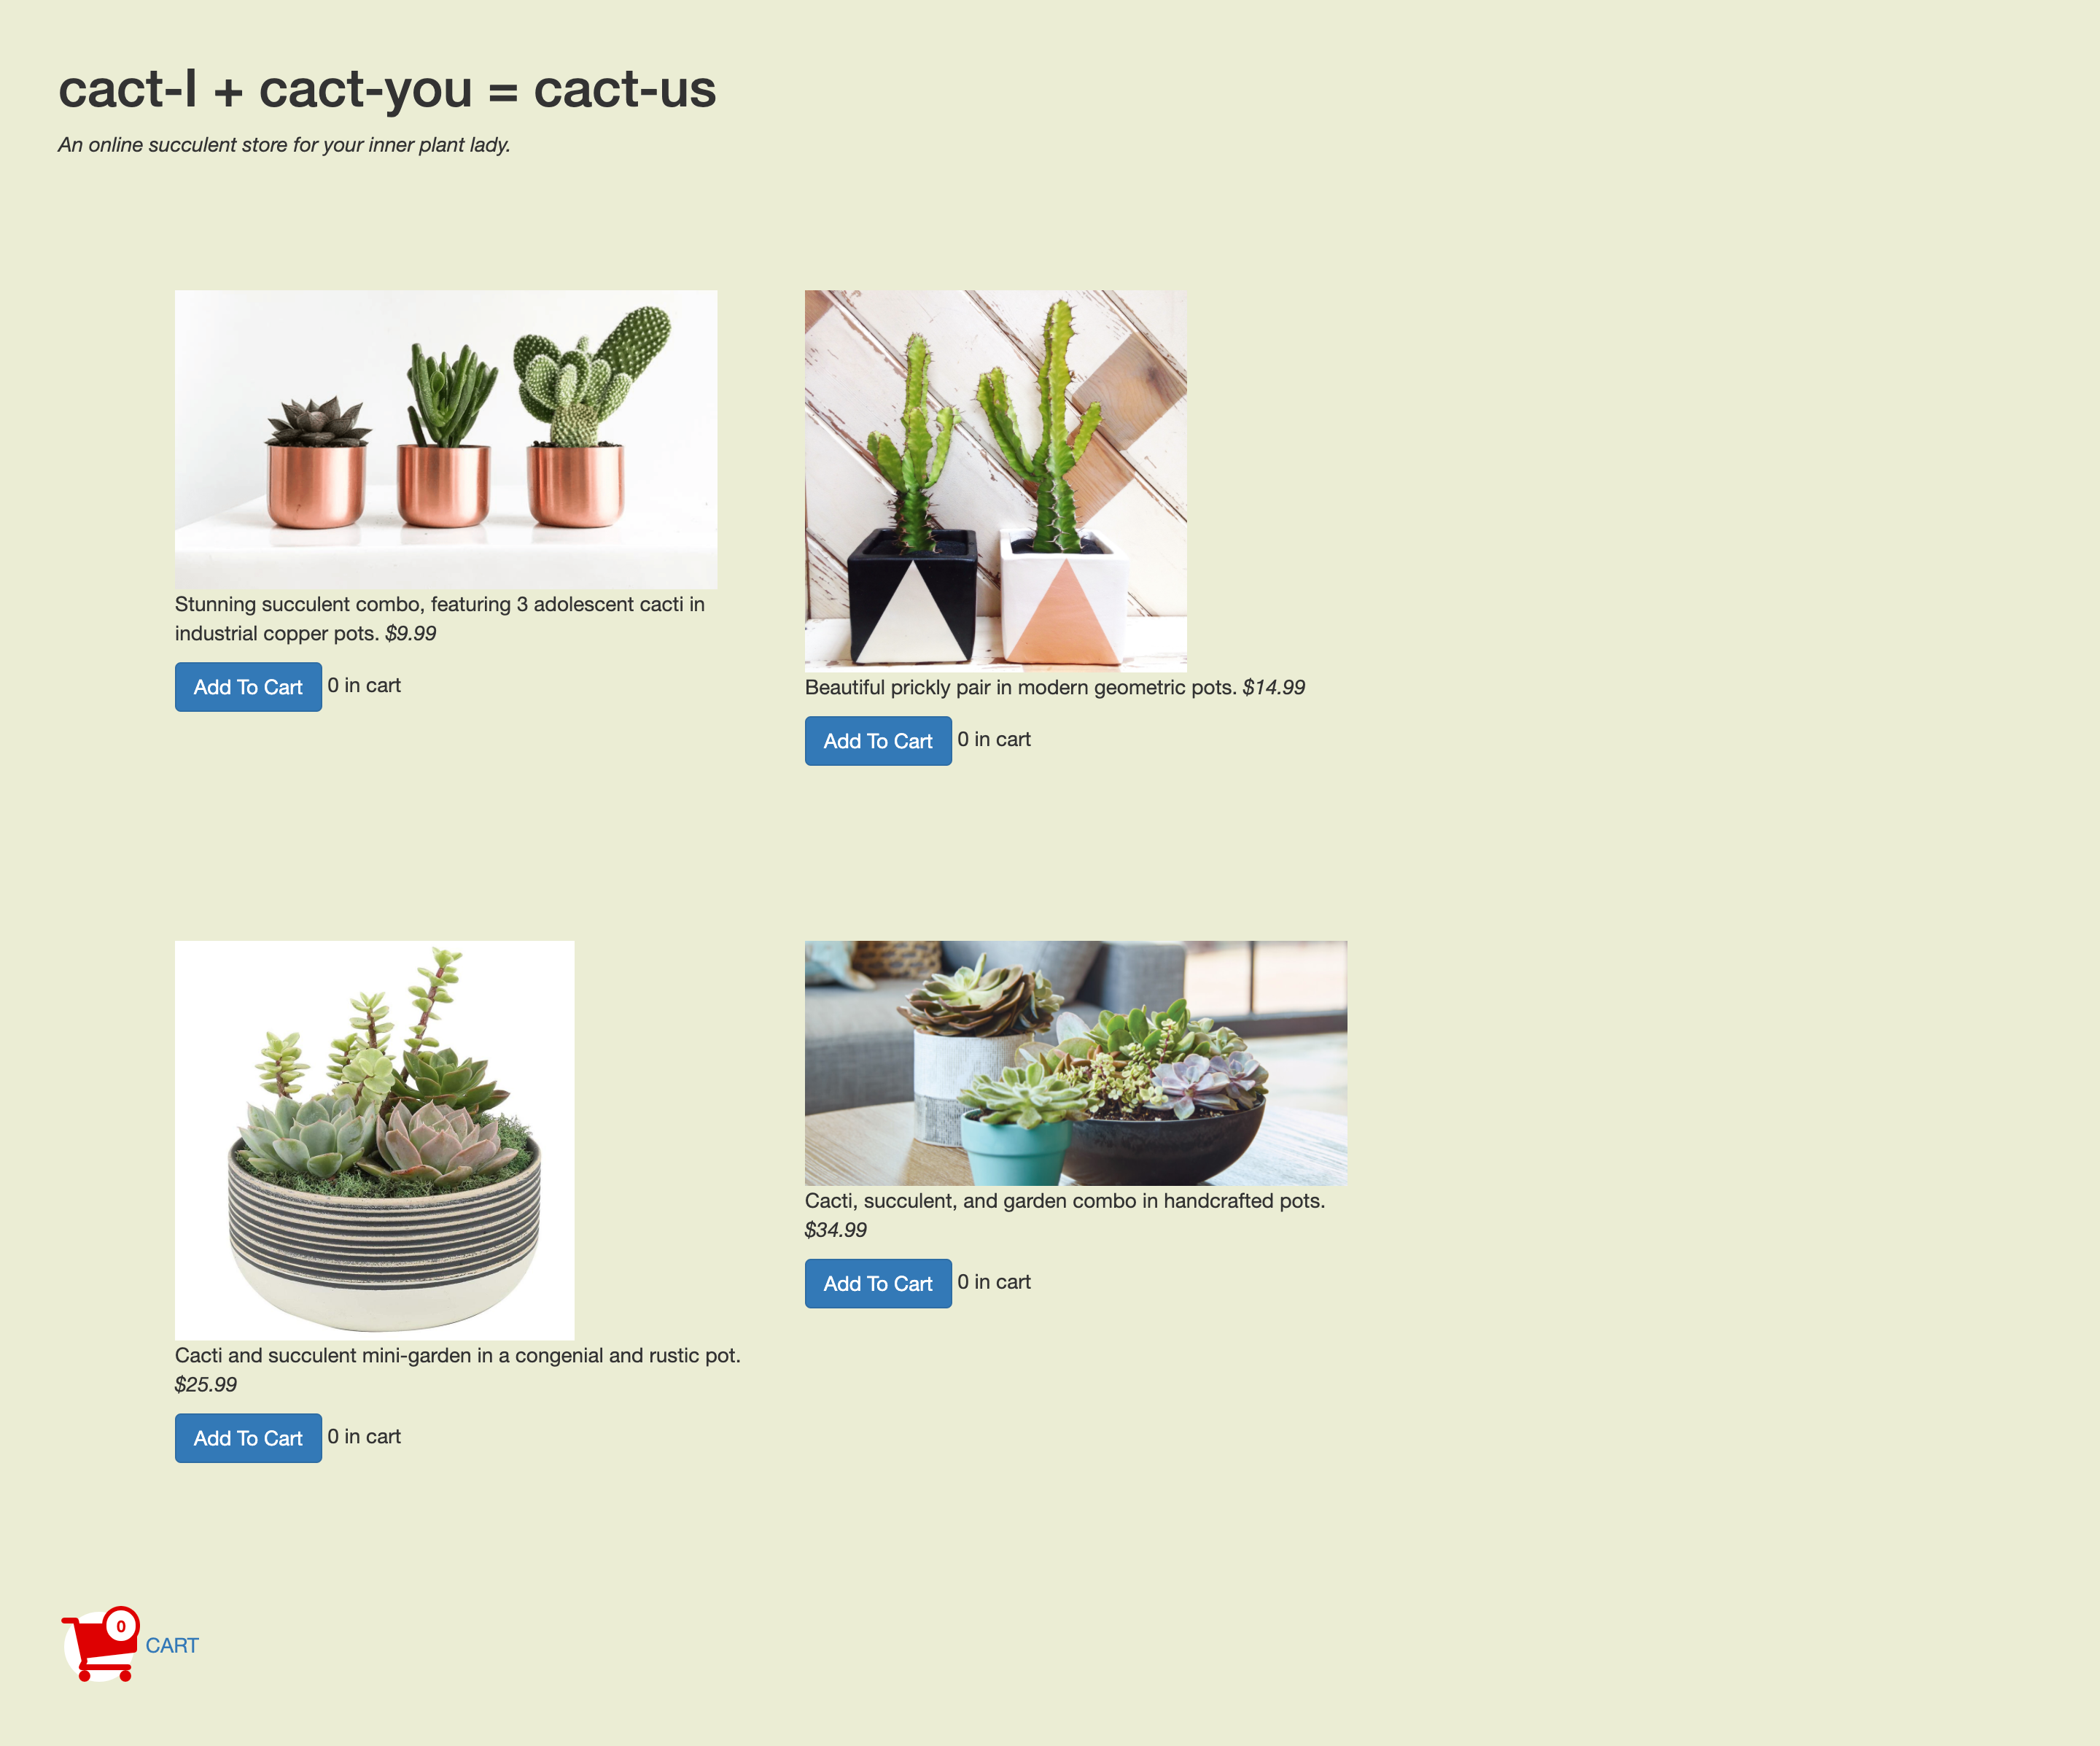 cact-I + cact-you = cact-us
An online succulent store for your inner plant lady.
Stunning succulent combo, featuring 3 adolescent cacti in
industrial copper pots. $9.99
Add To Cart 0 in cart
Beautiful prickly pair in modern geometric pots. $14.99
Add To Cart 0 in cart
Cacti and succulent mini-garden in a congenial and rustic pot.
$25.99
Add To Cart 0 in cart
Cacti, succulent, and garden combo in handcrafted pots.
$34.99
Add To Cart 0 in cart
0 CART